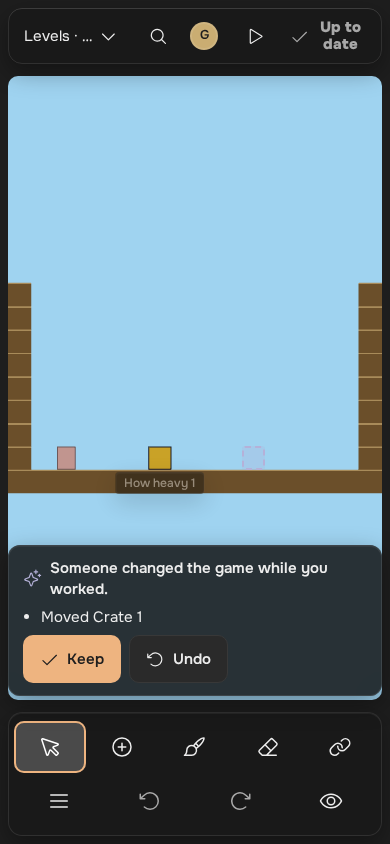 Levels · ...
G
Up to
date
How heavy 1
Someone changed the game while you
worked.
• Moved Crate 1
Keep
Undo